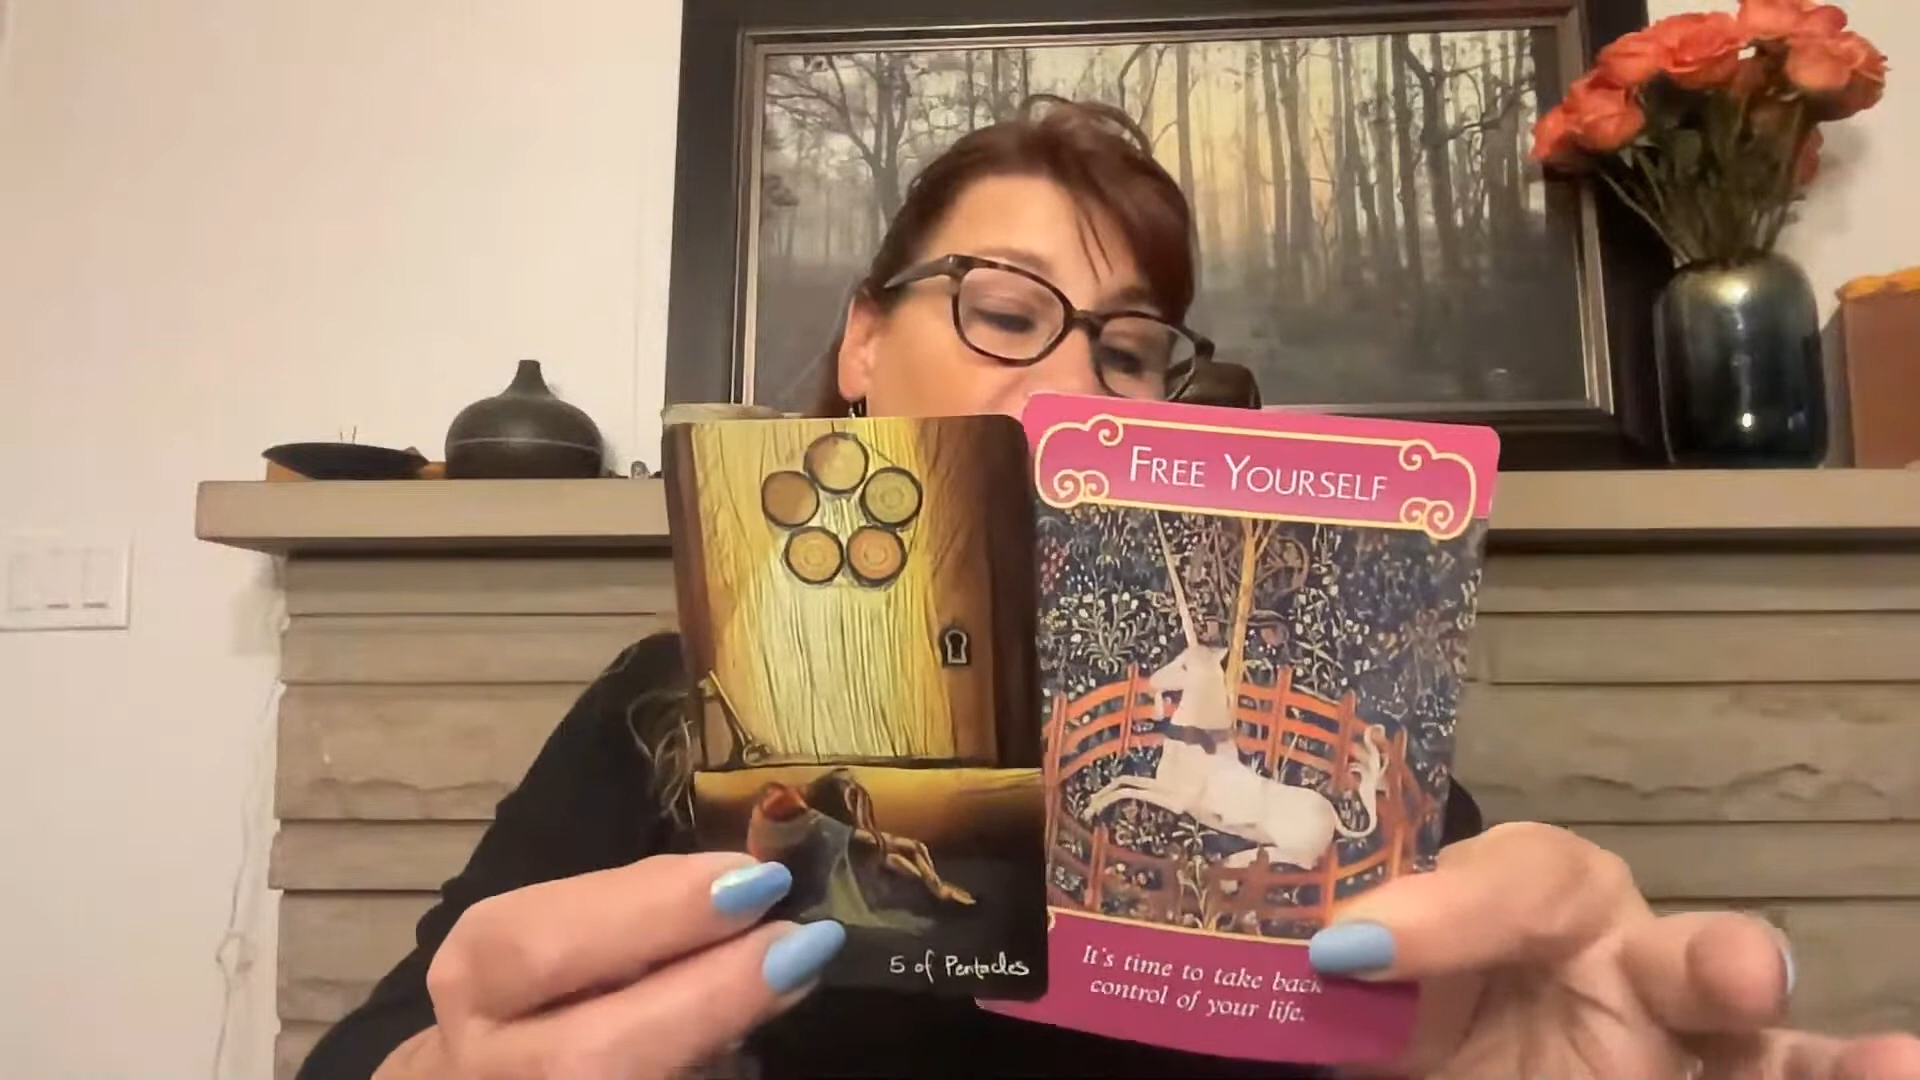 5 of Pentacles
FREE YOURSELF
It's time to take back
control of your life.